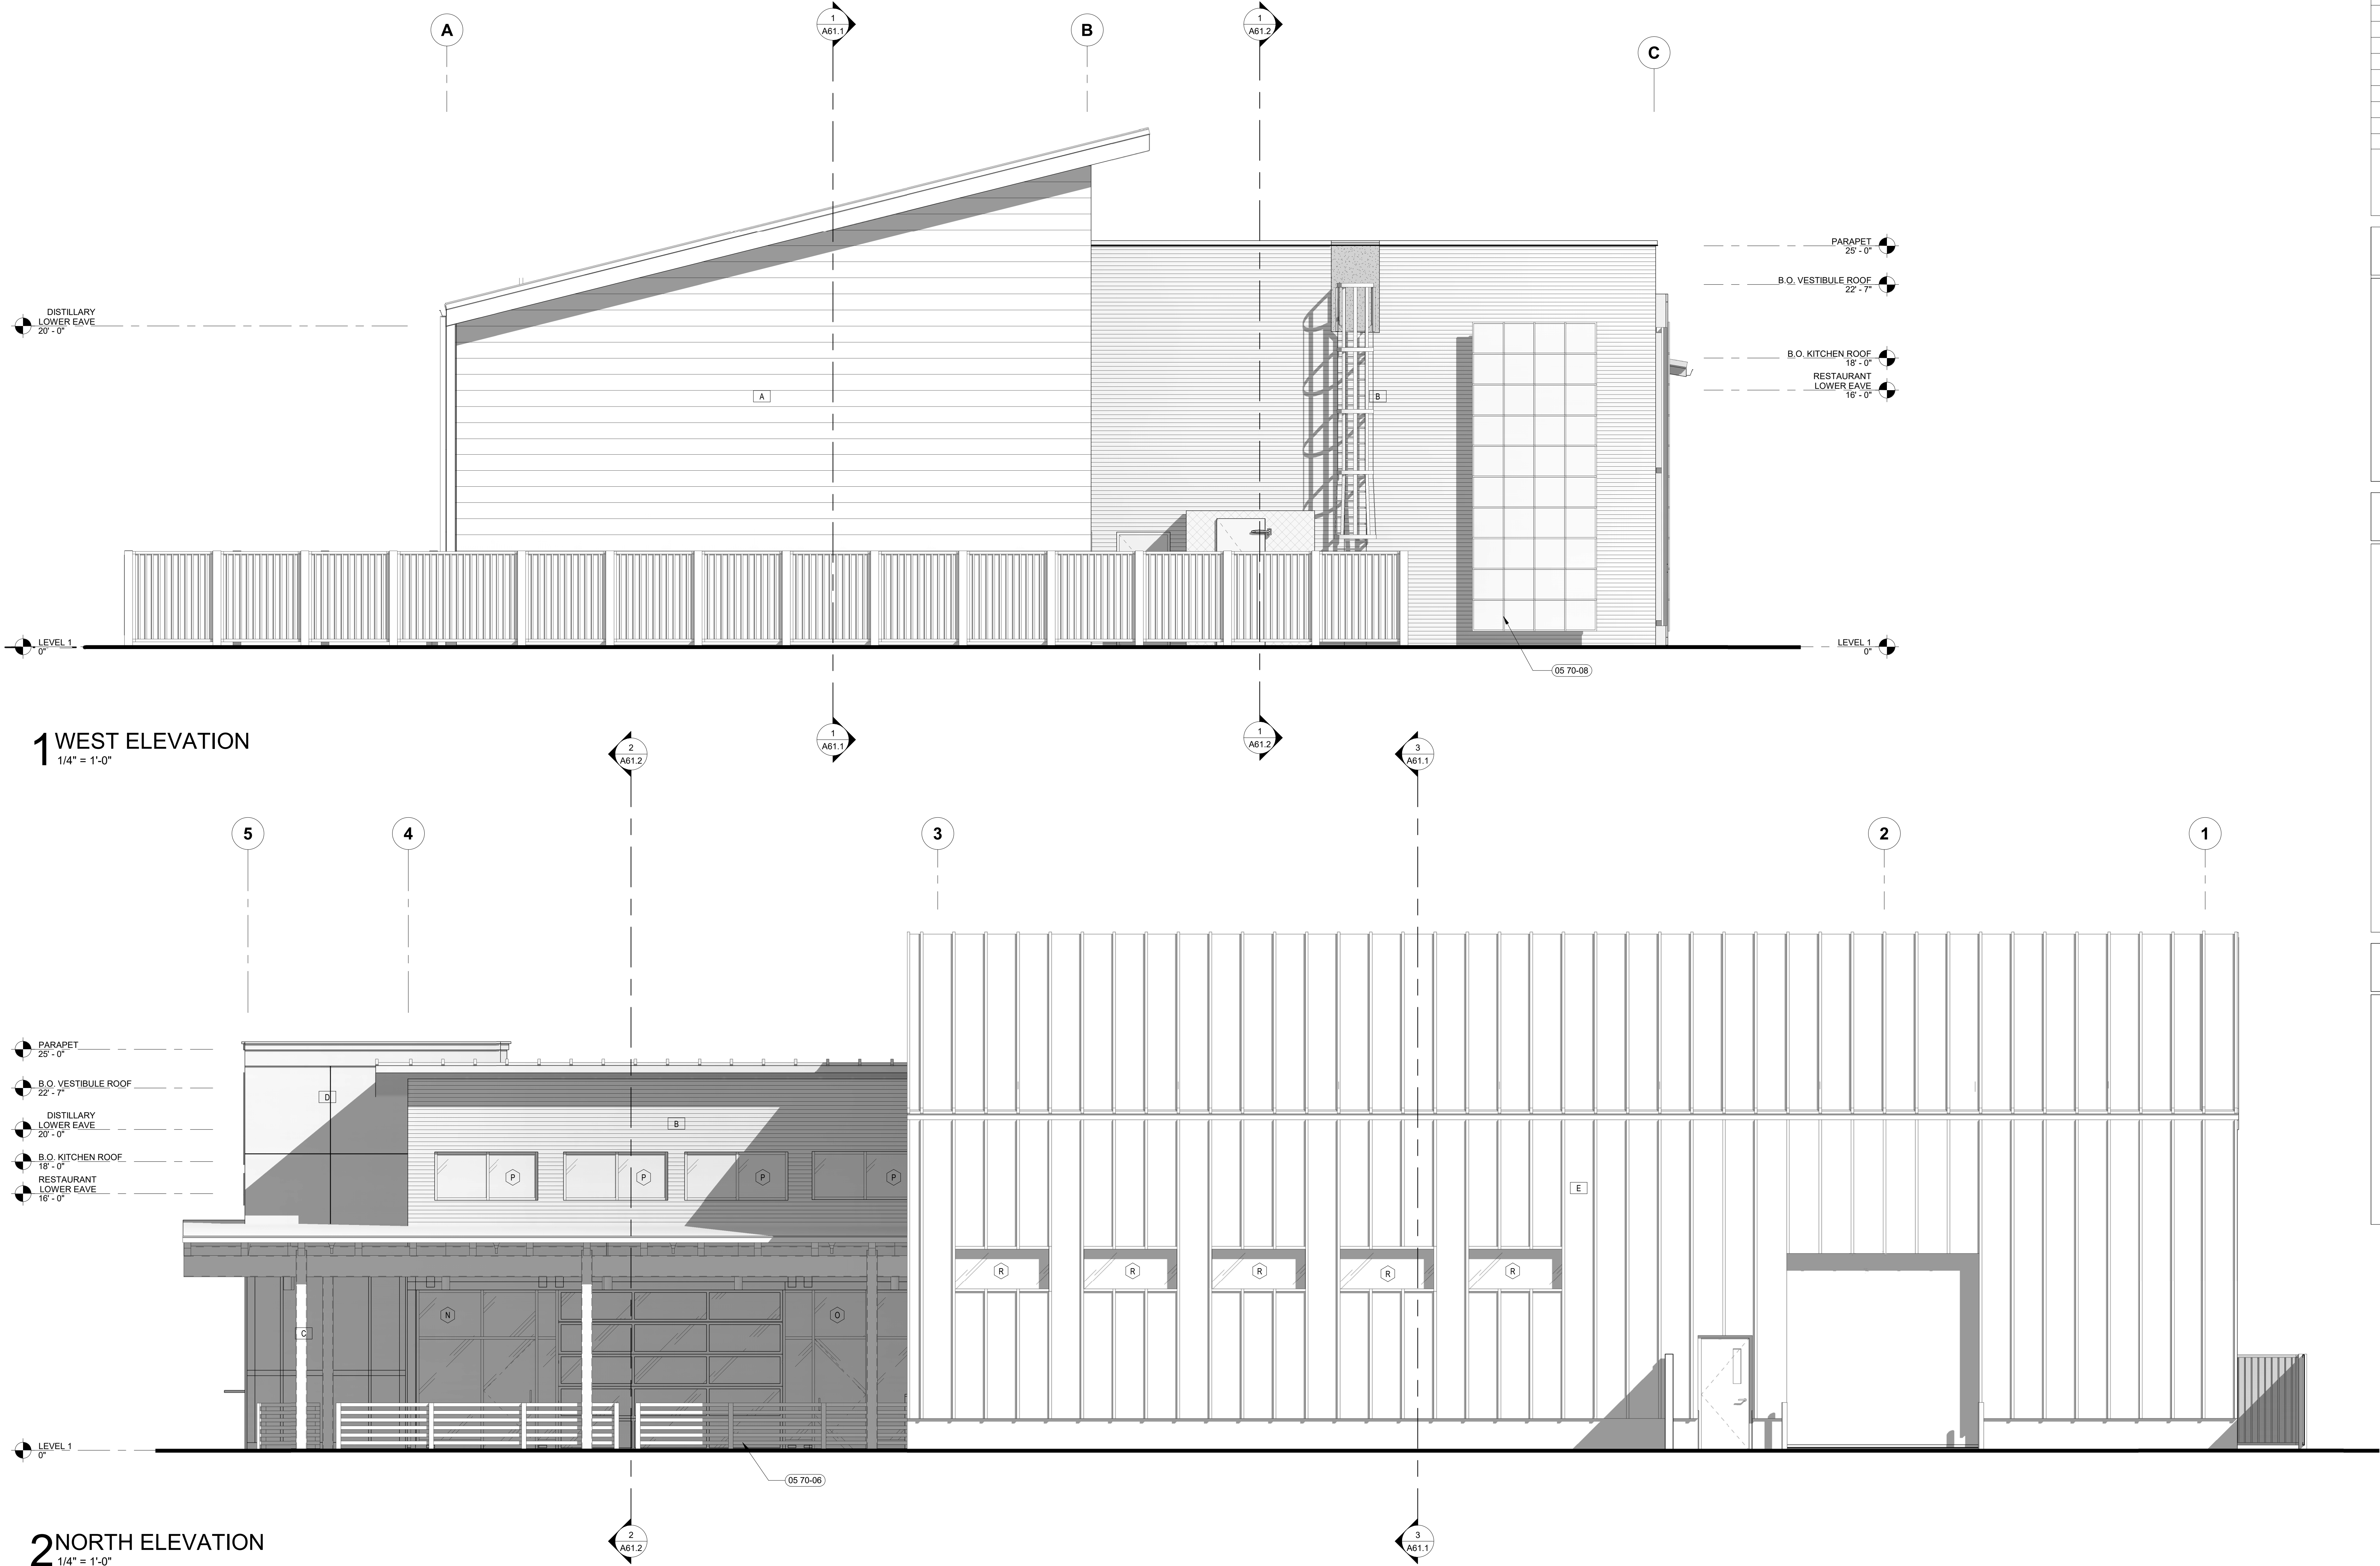 1
A61.1
1
A61.2
A
B
C
PARAPET
25' - 0"
B.O. VESTIBULE ROOF
22' - 7"
DISTILLARY
LOWER EAVE
20' - 0"
B.O. KITCHEN ROOF
18' - 0"
RESTAURANT
LOWER EAVE
16' - 0"
A
B
LEVEL 1
0"
LEVEL 1
0"
05 70-08
1
A61.1
1
A61.2
1 WEST ELEVATION
1/4" = 1'-0"
2
A61.2
3
A61.1
5
4
3
2
1
PARAPET
25' - 0"
B.O. VESTIBULE ROOF
22' - 7"
DISTILLARY
LOWER EAVE
20' - 0"
B.O. KITCHEN ROOF
18' - 0"
RESTAURANT
LOWER EAVE
16' - 0"
D
B
P
P
P
P
E
R
R
R
R
R
N
O
C
LEVEL 1
0"
05 70-06
2
A61.2
3
A61.1
2 NORTH ELEVATION
1/4" = 1'-0"